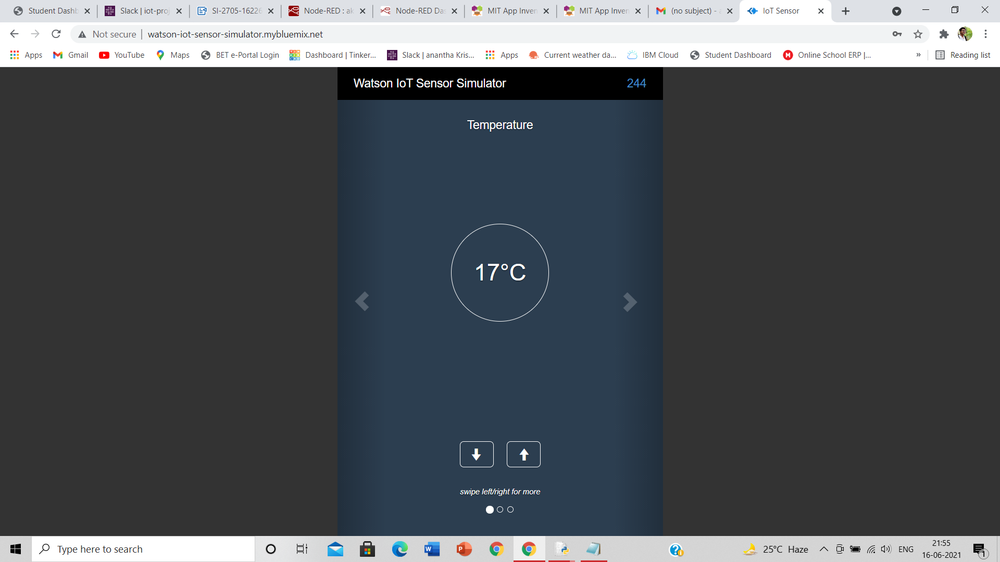 Student Dashb
Slack | iot-proj
SI-2705-16226
Node-RED : ak
Node-RED Das
MIT App Inven
MIT App Inven
(no subject) - a
IoT Sensor
Not secure | watson-iot-sensor-simulator.mybluemix.net
Apps
Gmail
YouTube
Maps
BET e-Portal Login
Dashboard | Tinker...
Slack | anantha Kris...
Apps
Current weather da...
IBM Cloud
Student Dashboard
Online School ERP |...
»
Reading list
Watson IoT Sensor Simulator
244
Temperature
17°C
swipe left/right for more
Type here to search
25°C Haze
ENG
21:55
16-06-2021
1